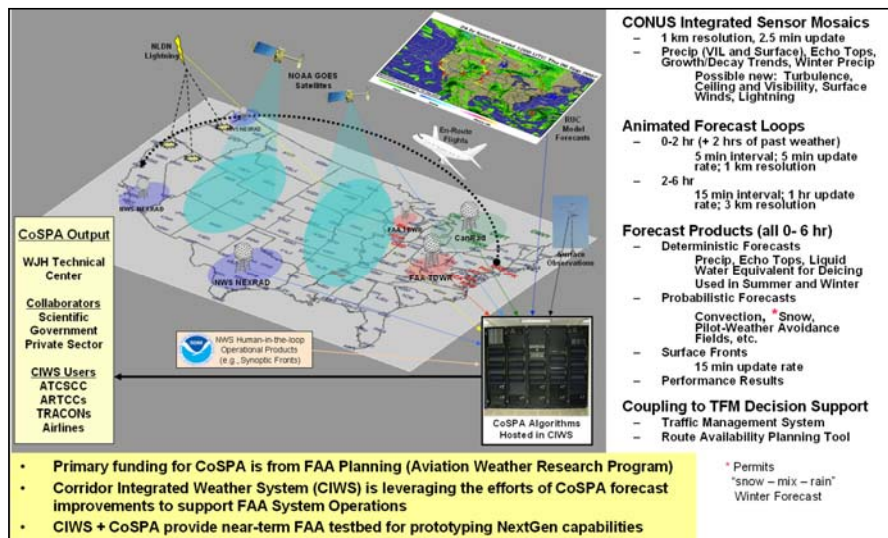 NLDN
Lightning
NOAA GOES
Satellites
RUC
Model
Forecasts
En-Route
Flights
NWS NEXRAD
NWS NEXRAD
NWS NEXRAD
FAA TDWR
CanRad
FAA TDWR
Surface
Observations
CoSPA Output
WJH Technical
Center
Collaborators
Scientific
Government
Private Sector
CIWS Users
ATCSCC
ARTCCs
TRACONs
Airlines
NWS Human-in-the-loop
Operational Products
(e.g., Synoptic Fronts)
CoSPA Algorithms
Hosted in CIWS
CONUS Integrated Sensor Mosaics
– 1 km resolution, 2.5 min update
– Precip (VIL and Surface), Echo Tops,
Growth/Decay Trends, Winter Precip
Possible new: Turbulence,
Ceiling and Visibility, Surface
Winds, Lightning
Animated Forecast Loops
– 0-2 hr (+ 2 hrs of past weather)
5 min interval; 5 min update
rate; 1 km resolution
– 2-6 hr
15 min interval; 1 hr update
rate; 3 km resolution
Forecast Products (all 0- 6 hr)
– Deterministic Forecasts
Precip, Echo Tops, Liquid
Water Equivalent for Deicing
Used in Summer and Winter
– Probabilistic Forecasts
Convection, *Snow,
Pilot-Weather Avoidance
Fields, etc.
– Surface Fronts
15 min update rate
– Performance Results
Coupling to TFM Decision Support
– Traffic Management System
– Route Availability Planning Tool
* Permits
"snow – mix – rain"
Winter Forecast
• Primary funding for CoSPA is from FAA Planning (Aviation Weather Research Program)
• Corridor Integrated Weather System (CIWS) is leveraging the efforts of CoSPA forecast
improvements to support FAA System Operations
• CIWS + CoSPA provide near-term FAA testbed for prototyping NextGen capabilities